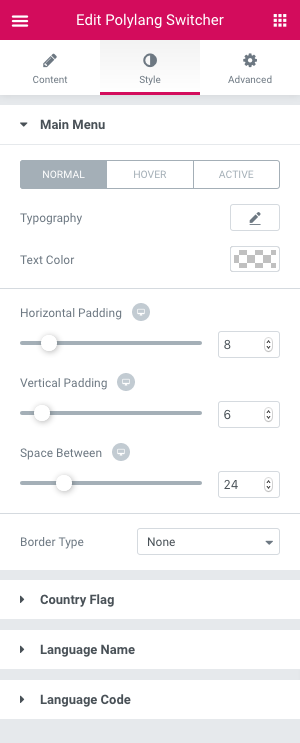 Edit Polylang Switcher
Content
Style
Advanced
Main Menu
NORMAL
HOVER
ACTIVE
Typography
Text Color
Horizontal Padding
8
Vertical Padding
6
Space Between
24
Border Type
None
Country Flag
Language Name
Language Code